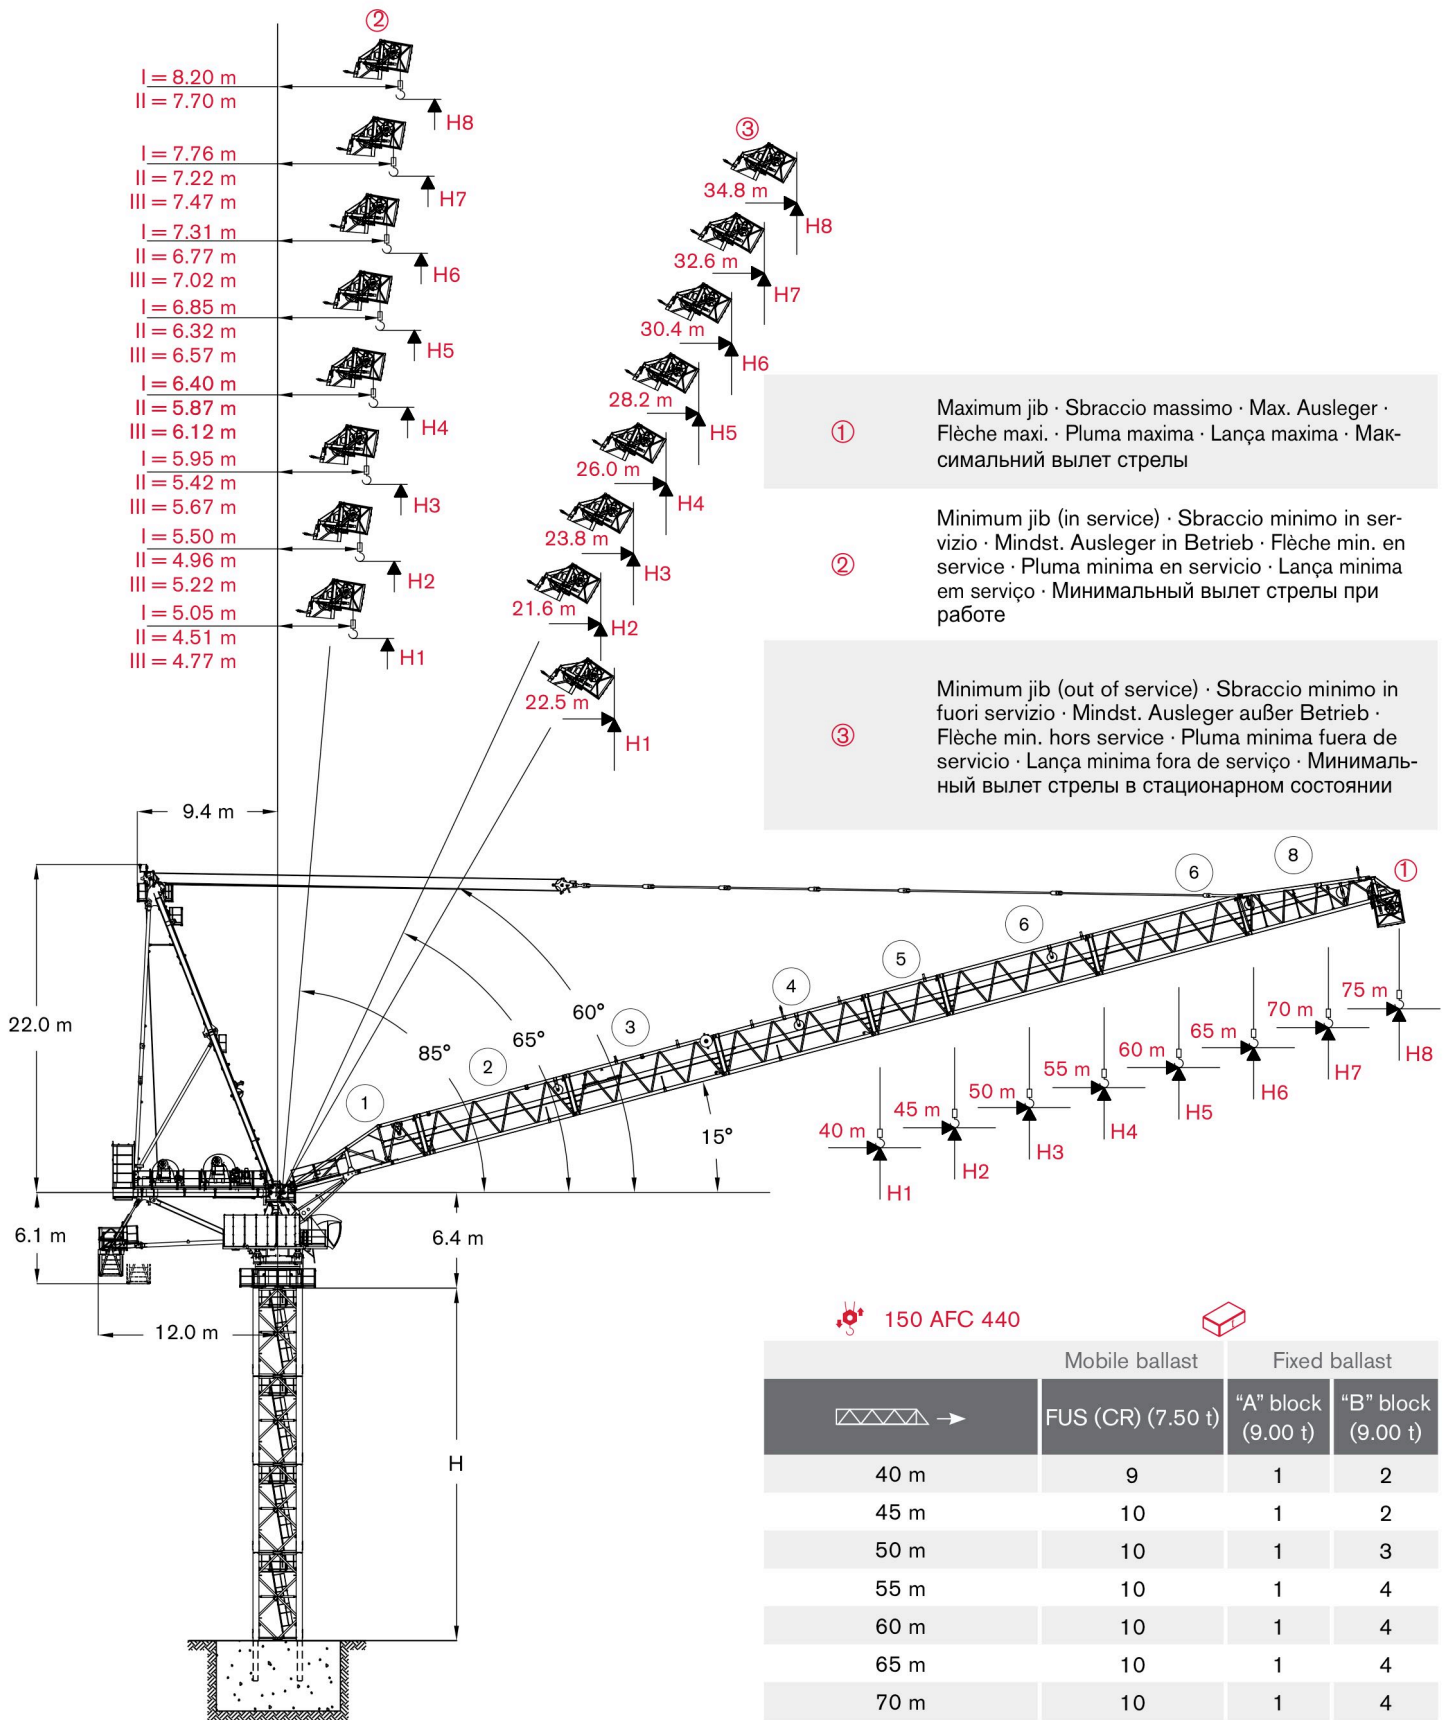 ②
I = 8.20 m
II = 7.70 m
H8
I = 7.76 m
II = 7.22 m
III = 7.47 m
H7
I = 7.31 m
II = 6.77 m
III = 7.02 m
H6
I = 6.85 m
II = 6.32 m
III = 6.57 m
H5
I = 6.40 m
II = 5.87 m
III = 6.12 m
H4
I = 5.95 m
II = 5.42 m
III = 5.67 m
H3
I = 5.50 m
II = 4.96 m
III = 5.22 m
H2
I = 5.05 m
II = 4.51 m
III = 4.77 m
H1
③
34.8 m
H8
32.6 m
H7
30.4 m
H6
28.2 m
H5
26.0 m
H4
23.8 m
H3
21.6 m
H2
22.5 m
H1
①
Maximum jib · Sbraccio massimo · Max. Ausleger ·
Flèche maxi. · Pluma maxima · Lança maxima · Мак-
симальний вылет стрелы
②
Minimum jib (in service) · Sbraccio minimo in ser-
vizio · Mindst. Ausleger in Betrieb · Flèche min. en
service · Pluma minima en servicio · Lança minima
em serviço · Минимальный вылет стрелы при
работе
③
Minimum jib (out of service) · Sbraccio minimo in
fuori servizio · Mindst. Ausleger außer Betrieb ·
Flèche min. hors service · Pluma minima fuera de
servicio · Lança minima fora de serviço · Минималь-
ный вылет стрелы в стационарном состоянии
9.4 m
22.0 m
6.1 m
12.0 m
6.4 m
H
85°
65°
60°
15°
1
2
3
4
5
6
6
8
①
40 m
H1
45 m
H2
50 m
H3
55 m
H4
60 m
H5
65 m
H6
70 m
H7
75 m
H8
150 AFC 440
Mobile ballast Fixed ballast
FUS (CR) (7.50 t) “A” block (9.00 t) “B” block (9.00 t)
40 m 9 1 2
45 m 10 1 2
50 m 10 1 3
55 m 10 1 4
60 m 10 1 4
65 m 10 1 4
70 m 10 1 4